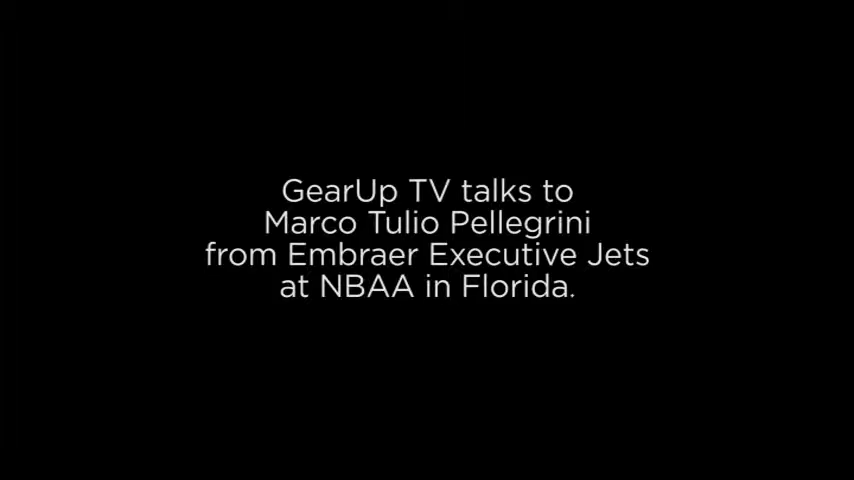 GearUp TV talks to
Marco Tulio Pellegrini
from Embraer Executive Jets
at NBAA in Florida.